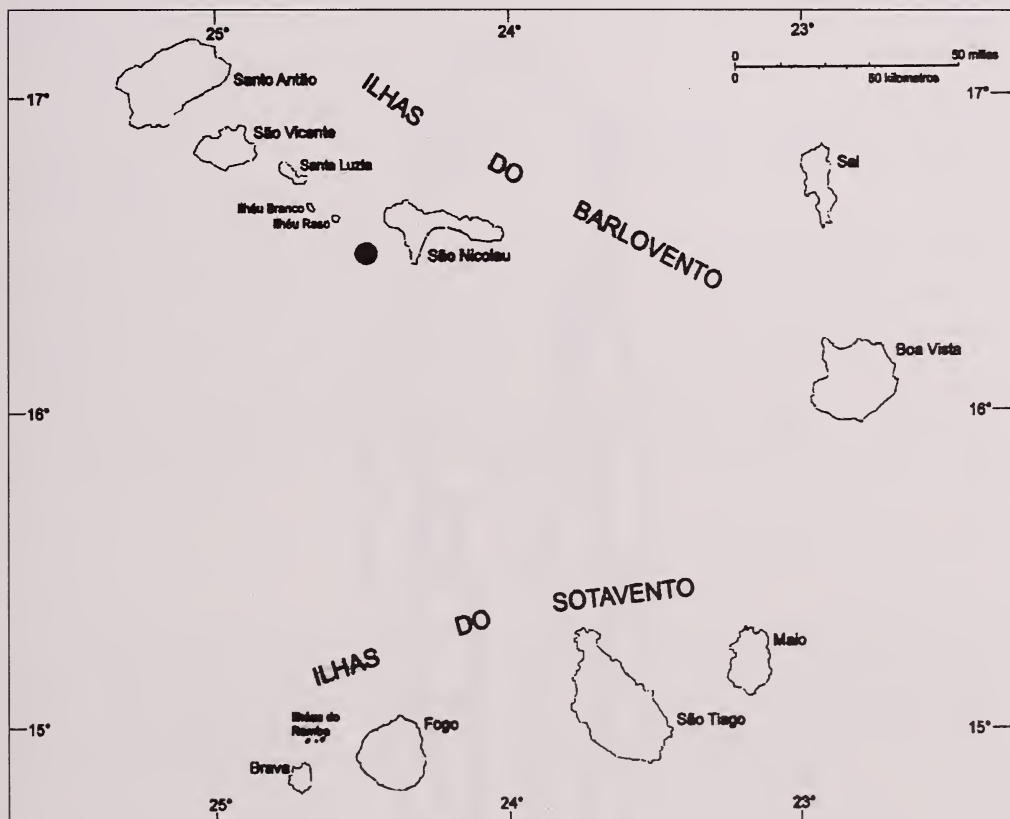 25°
24°
23°
0 50 millas
0 50 kilometros
17°
17°
Santo Antão
São Vicente
Santa Luzia
Ilhéu Branco
Ilhéu Raso
São Nicolau
ILHAS
DO
BARLOVENTO
Sal
Boa Vista
16°
16°
ILHAS
DO
SOTAVENTO
Maio
São Tiago
Fogo
Brava
15°
15°
25°
24°
23°